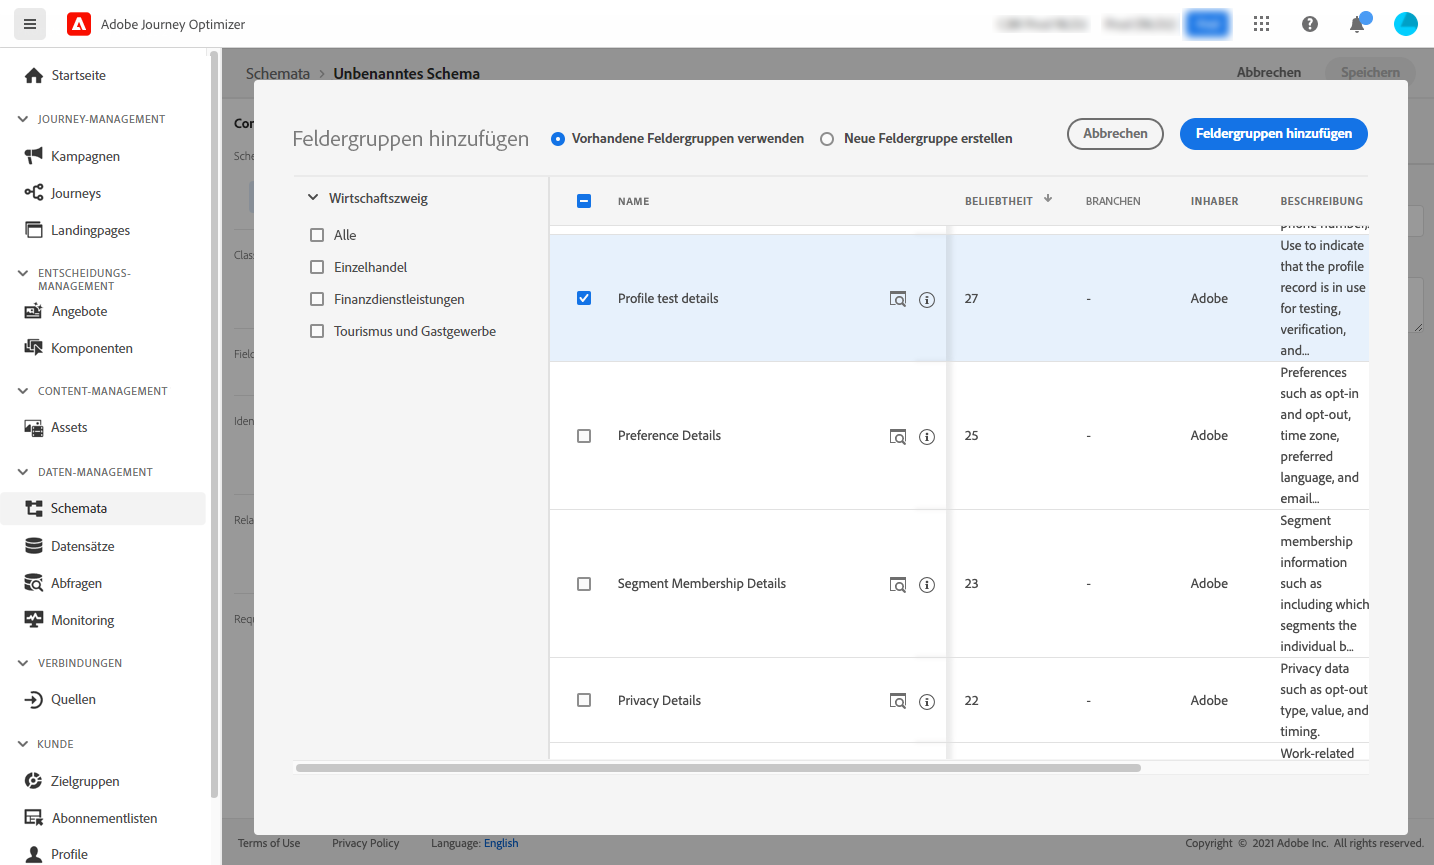 Adobe Journey Optimizer
Startseite
JOURNEY-MANAGEMENT
Kampagnen
Journeys
Landingpages
ENTSCHEIDUNGS-
MANAGEMENT
Angebote
Komponenten
CONTENT-MANAGEMENT
Assets
DATEN-MANAGEMENT
Schemata
Datensätze
Abfragen
Monitoring
VERBINDUNGEN
Quellen
KUNDE
Zielgruppen
Abonnementlisten
Profile
Schemata > Unbenanntes Schema
Abbrechen
Speichern
Feldergruppen hinzufügen
Vorhandene Feldergruppen verwenden
Neue Feldergruppe erstellen
Abbrechen
Feldergruppen hinzufügen
Wirtschaftszweig
Alle
Einzelhandel
Finanzdienstleistungen
Tourismus und Gastgewerbe
NAME BELIEBTHEIT BRANCHEN INHABER BESCHREIBUNG
phone number,
Profile test details 27 - Adobe
Use to indicate
that the profile
record is in use
for testing,
verification,
and...
Preference Details 25 - Adobe
Preferences
such as opt-in
and opt-out,
time zone,
preferred
language, and
email...
Segment Membership Details 23 - Adobe
Segment
membership
information
such as
including which
segments the
individual b...
Privacy Details 22 - Adobe
Privacy data
such as opt-out
type, value, and
timing.
Work-related
Terms of Use Privacy Policy Language: English
Copyright © 2021 Adobe Inc. All rights reserved.